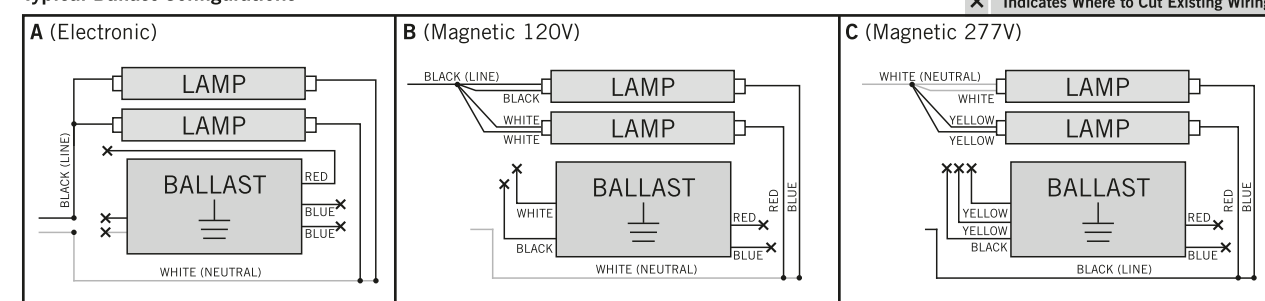 Typical Ballast Configurations
X Indicates Where to Cut Existing Wiring
A (Electronic)
LAMP
LAMP
BLACK (LINE)
BALLAST
RED
BLUE
BLUE
WHITE (NEUTRAL)
B (Magnetic 120V)
BLACK (LINE)
BLACK
LAMP
WHITE
WHITE
LAMP
BALLAST
WHITE
BLACK
RED
BLUE
RED
BLUE
WHITE (NEUTRAL)
C (Magnetic 277V)
WHITE (NEUTRAL)
WHITE
LAMP
YELLOW
YELLOW
LAMP
BALLAST
YELLOW
YELLOW
BLACK
RED
BLUE
RED
BLUE
BLACK (LINE)